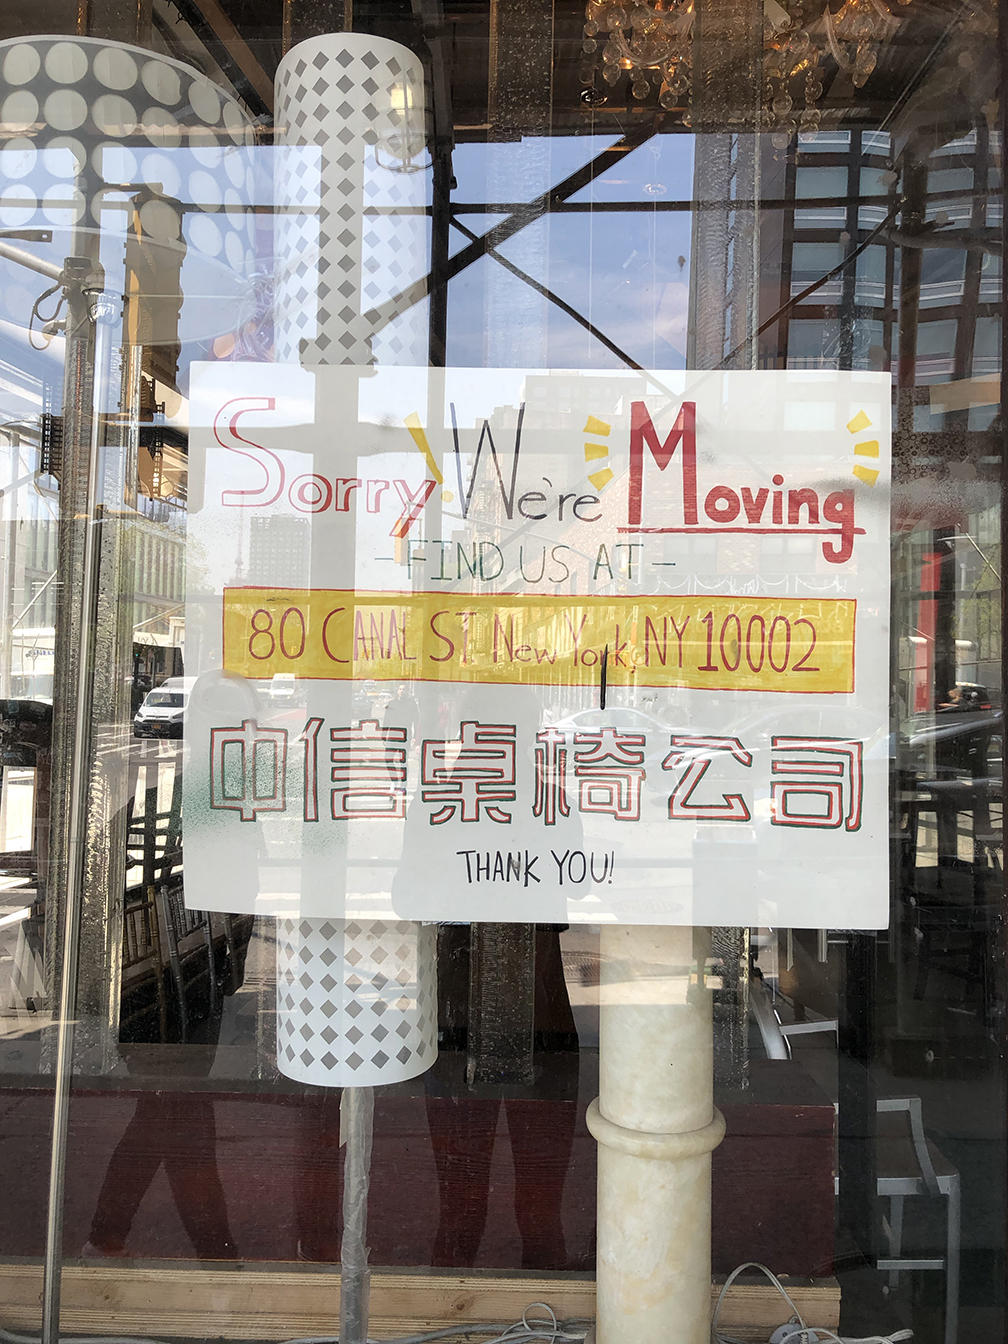 Sorry We're Moving
- FIND US AT -
80 CANAL ST New York, NY 10002
中信桌椅公司
THANK YOU!